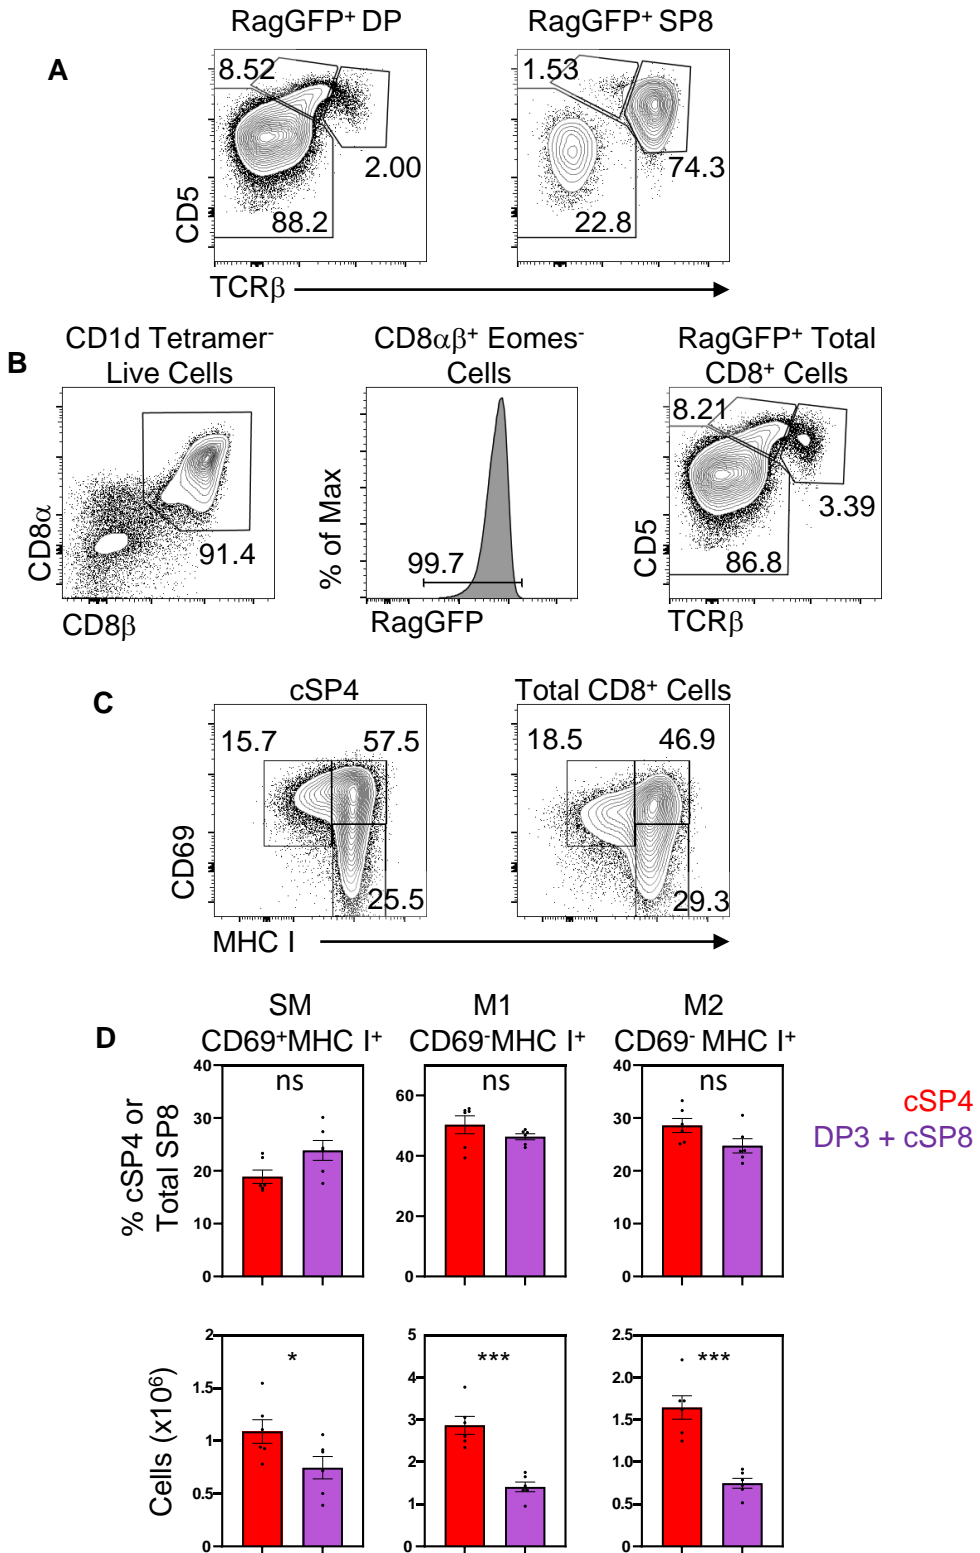 A
RagGFP⁺ DP
RagGFP⁺ SP8
8.52
2.00
88.2
1.53
74.3
22.8
CD5
TCRβ
B
CD1d Tetramer⁻
Live Cells
CD8αβ⁺ Eomes⁻
Cells
RagGFP⁺ Total
CD8⁺ Cells
91.4
CD8α
CD8β
99.7
% of Max
RagGFP
8.21
3.39
86.8
CD5
TCRβ
C
cSP4
Total CD8⁺ Cells
15.7
57.5
25.5
18.5
46.9
29.3
CD69
MHC I
D
SM
CD69⁺MHC I⁺
M1
CD69⁻MHC I⁺
M2
CD69⁻ MHC I⁺
% cSP4 or
Total SP8
40
30
20
10
0
ns
60
40
20
0
ns
40
30
20
10
0
ns
cSP4
DP3 + cSP8
Cells (x10⁶)
2
1.5
1
0.5
0
*
5
4
3
2
1
0
***
2.5
2.0
1.5
1.0
0.5
0.0
***